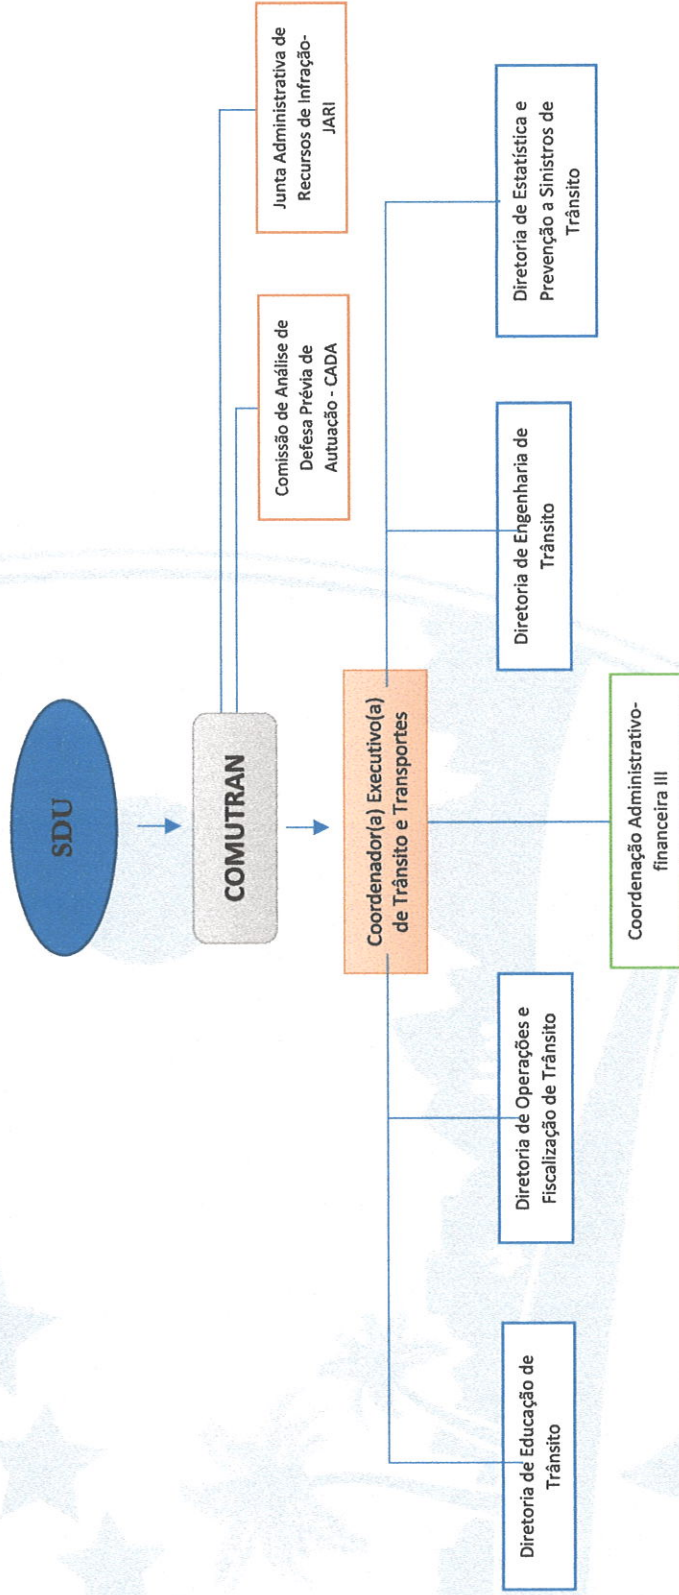 SDU
COMUTRAN
Junta Administrativa de
Recursos de Infração-
JARI
Comissão de Análise de
Defesa Prévia de
Autuação - CADA
Coordenador(a) Executivo(a)
de Trânsito e Transportes
Diretoria de Educação de
Trânsito
Diretoria de Operações e
Fiscalização de Trânsito
Diretoria de Engenharia de
Trânsito
Diretoria de Estatística e
Prevenção a Sinistros de
Trânsito
Coordenação Administrativo-
financeira III